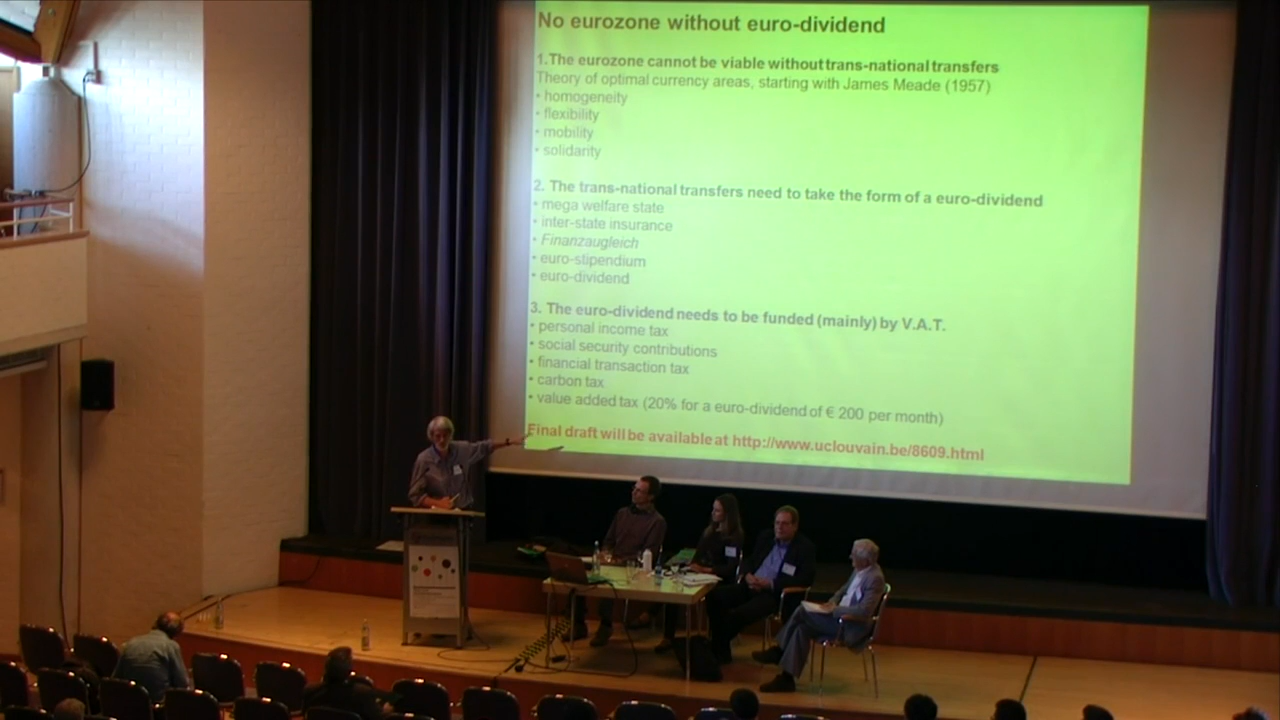 No eurozone without euro-dividend
1.The eurozone cannot be viable without trans-national transfers
Theory of optimal currency areas, starting with James Meade (1957)
• homogeneity
• flexibility
• mobility
• solidarity
2. The trans-national transfers need to take the form of a euro-dividend
• mega welfare state
• inter-state insurance
• Finanzaugleich
• euro-stipendium
• euro-dividend
3. The euro-dividend needs to be funded (mainly) by V.A.T.
• personal income tax
• social security contributions
• financial transaction tax
• carbon tax
• value added tax (20% for a euro-dividend of € 200 per month)
Final draft will be available at http://www.uclouvain.be/8609.html